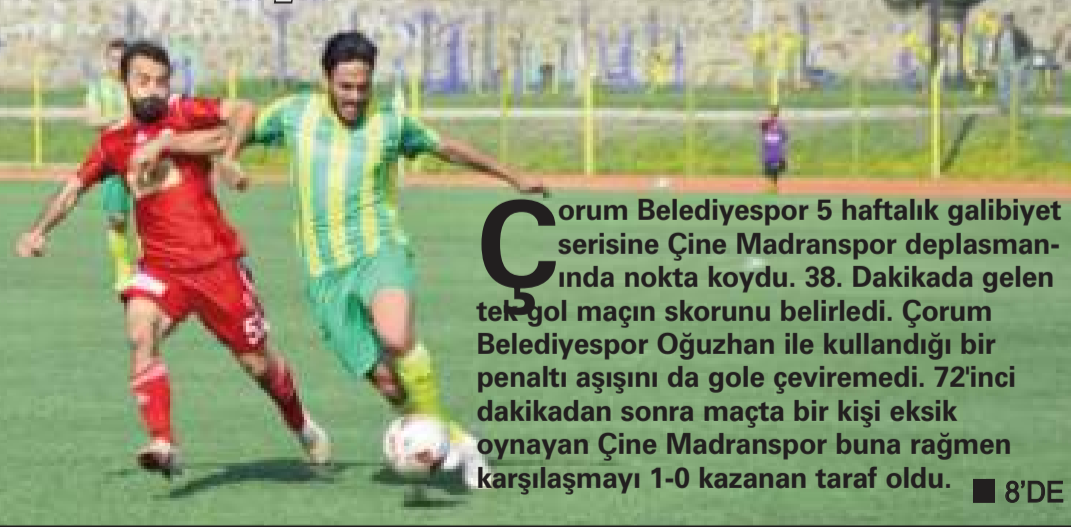 Çorum Belediyespor 5 haftalık galibiyet
serisine Çine Madranspor deplasman-
ında nokta koydu. 38. Dakikada gelen
tek gol maçın skorunu belirledi. Çorum
Belediyespor Oğuzhan ile kullandığı bir
penaltı aşışını da gole çeviremedi. 72'inci
dakikadan sonra maçta bir kişi eksik
oynayan Çine Madranspor buna rağmen
karşılaşmayı 1-0 kazanan taraf oldu.
■ 8'DE